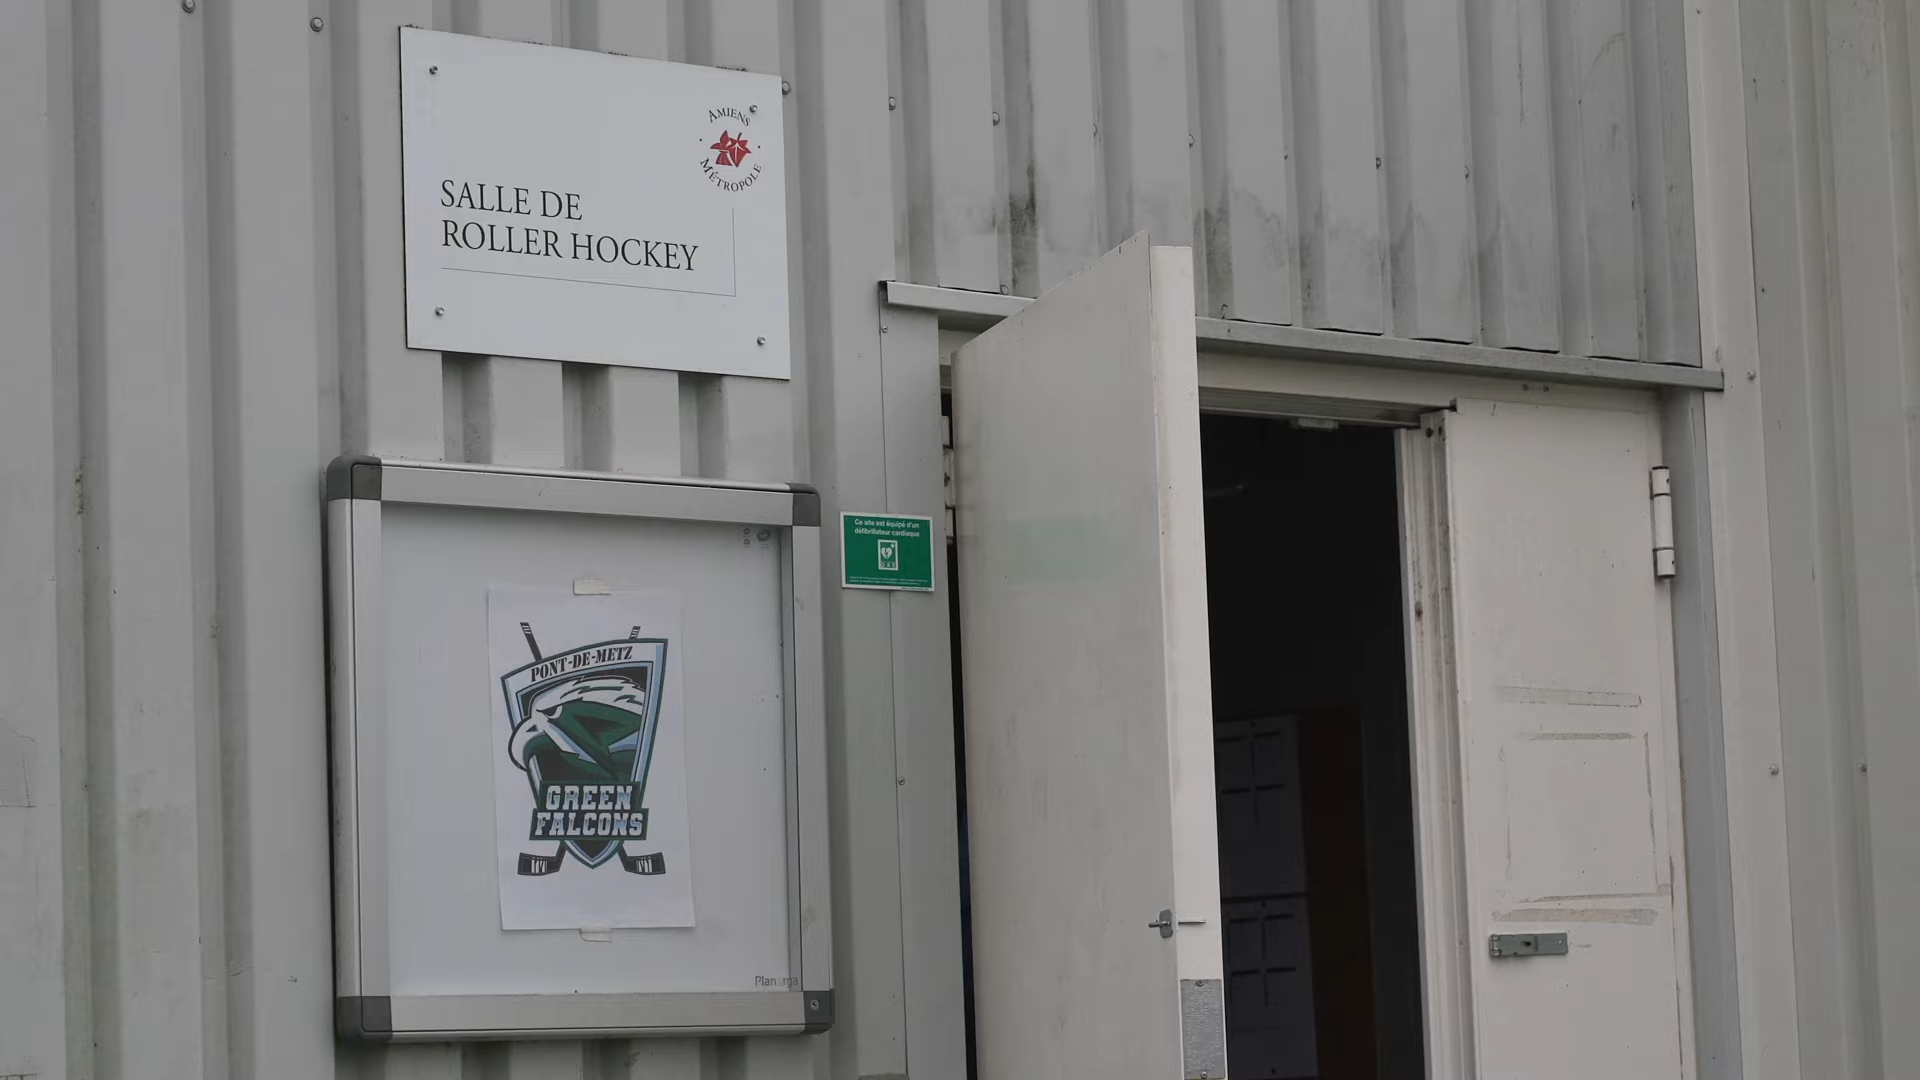 AMIENS
MÉTROPOLE
SALLE DE
ROLLER HOCKEY
Ce site est équipé d'un
défibrillateur cardiaque
DAE
PONT-DE-METZ
GREEN
FALCONS